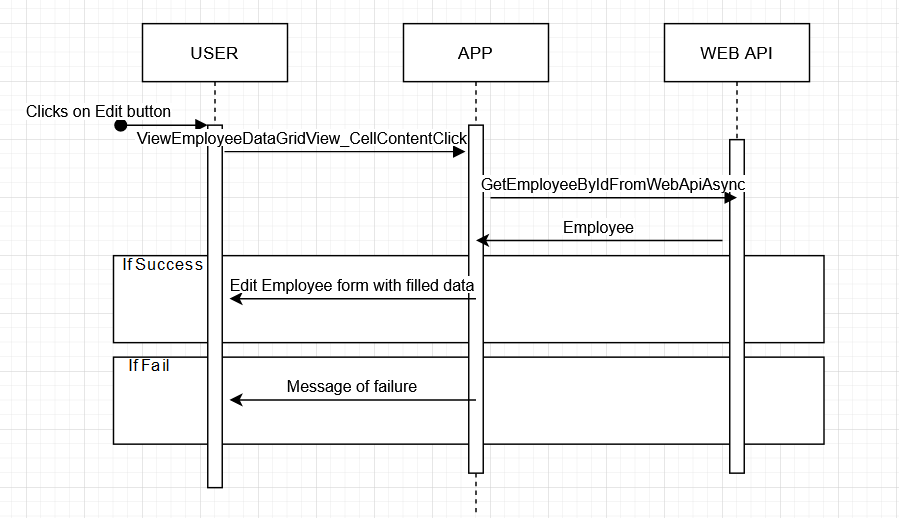 USER
APP
WEB API
Clicks on Edit button
ViewEmployeeDataGridView_CellContentClick
GetEmployeeByIdFromWebApiAsync
Employee
If Success
Edit Employee form with filled data
If Fail
Message of failure